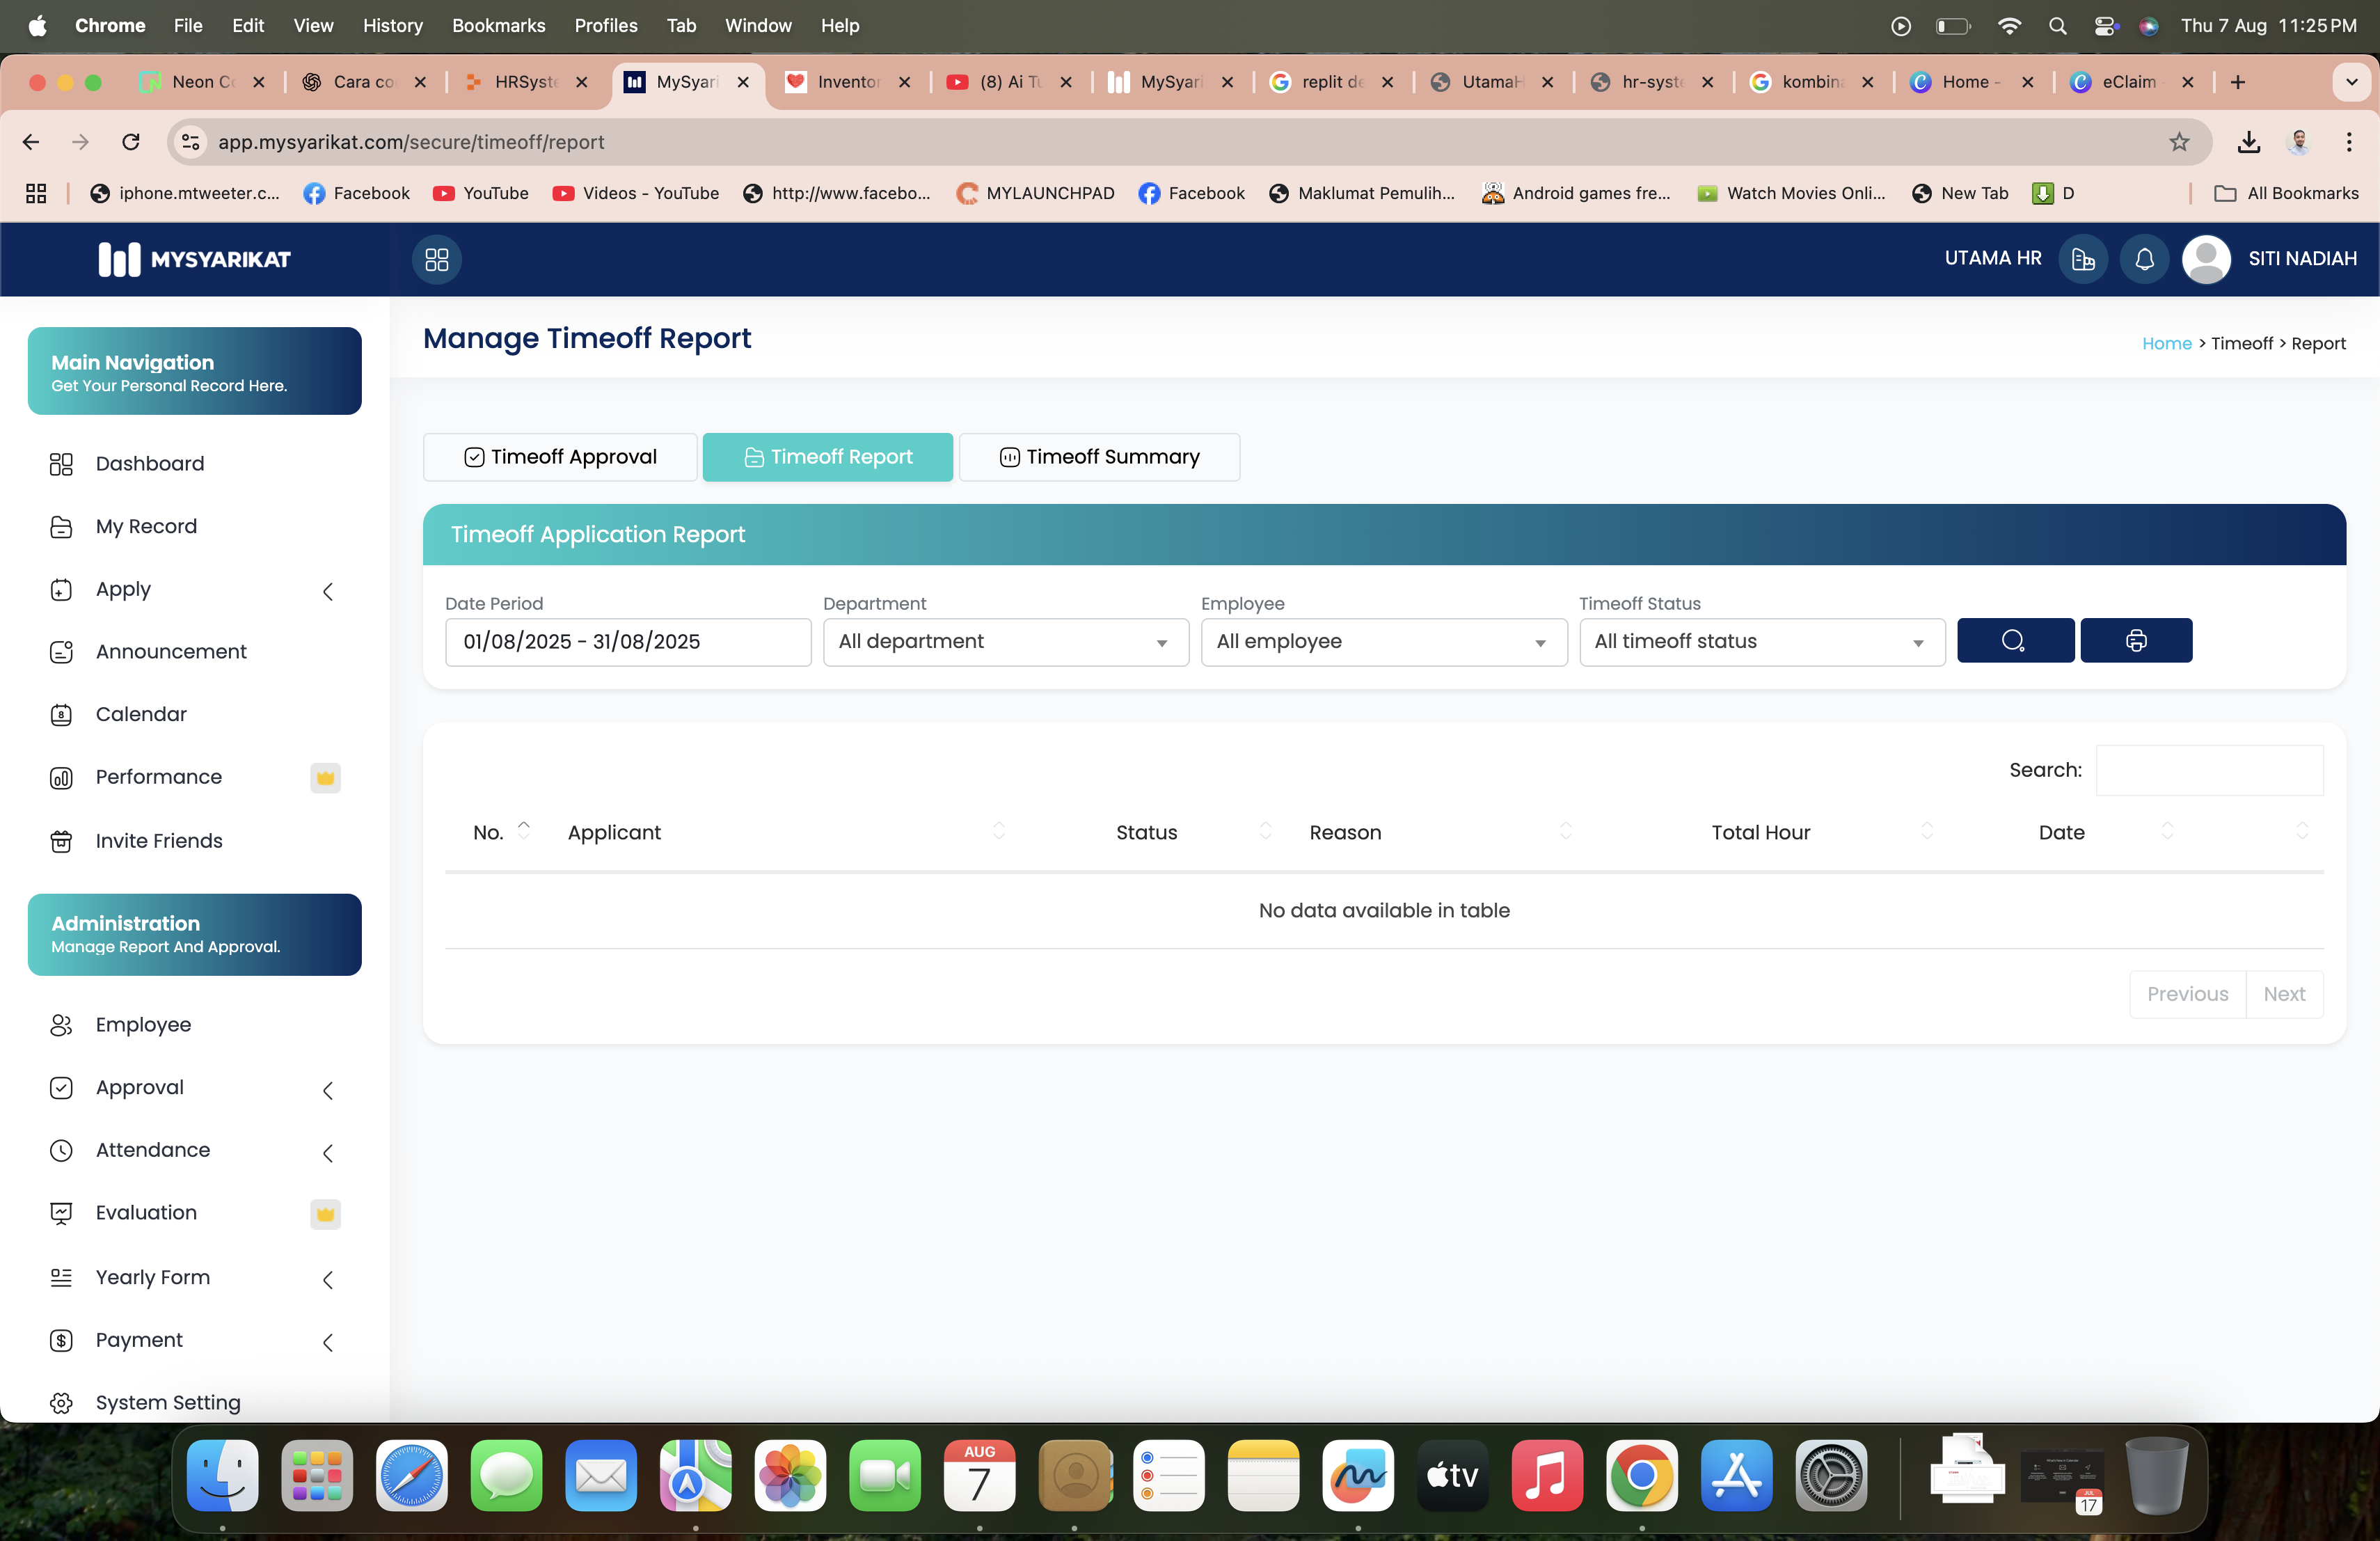 Chrome File Edit View History Bookmarks Profiles Tab Window Help Thu 7 Aug 11:25 PM
Neon Cara co HRSyste MySyari Inventor (8) Ai MySyari replit de Utama hr-syste kombina Home - eClaim
app.mysyarikat.com/secure/timeoff/report
iphone.mtweeter.c... Facebook YouTube Videos - YouTube http://www.facebo... MYLAUNCHPAD Facebook Maklumat Pemulih... Android games fre... Watch Movies Onli... New Tab D All Bookmarks
MYSYARIKAT UTAMA HR SITI NADIAH
Manage Timeoff Report
Home > Timeoff > Report
Main Navigation
Get Your Personal Record Here.
Dashboard
My Record
Apply
Announcement
Calendar
Performance
Invite Friends
Administration
Manage Report And Approval.
Employee
Approval
Attendance
Evaluation
Yearly Form
Payment
System Setting
Timeoff Approval Timeoff Report Timeoff Summary
Timeoff Application Report
Date Period Department Employee Timeoff Status
01/08/2025 - 31/08/2025 All department All employee All timeoff status
Search:
No. Applicant Status Reason Total Hour Date
No data available in table
Previous Next
AUG
7
tv
JUL
17